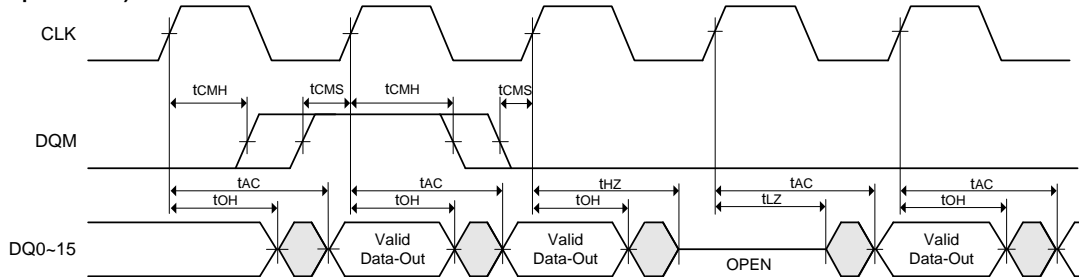 CLK
tCMH
tCMS
tCMH
tCMS
DQM
tAC
tAC
tHZ
tAC
tAC
tOH
tOH
tOH
tLZ
tOH
DQ0~15
Valid
Data-Out
Valid
Data-Out
OPEN
Valid
Data-Out